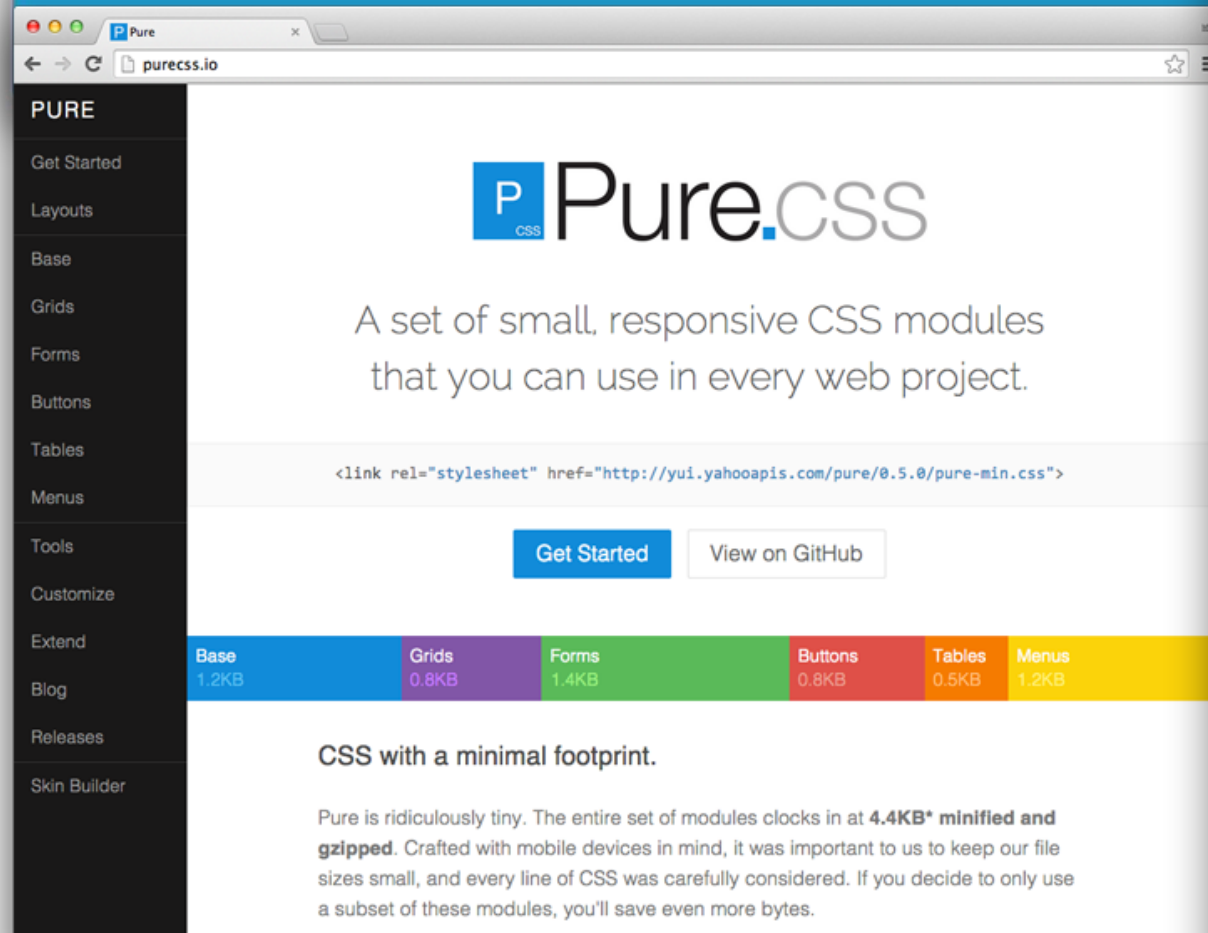 Pure
purecss.io
PURE
Get Started
Layouts
Base
Grids
Forms
Buttons
Tables
Menus
Tools
Customize
Extend
Blog
Releases
Skin Builder
P
CSS
Pure.css
A set of small, responsive CSS modules
that you can use in every web project.
<link rel="stylesheet" href="http://yui.yahooapis.com/pure/0.5.0/pure-min.css">
Get Started View on GitHub
Base Grids Forms Buttons Tables Menus
1.2KB 0.8KB 1.4KB 0.8KB 0.5KB 1.2KB
CSS with a minimal footprint.
Pure is ridiculously tiny. The entire set of modules clocks in at 4.4KB* minified and
gzipped. Crafted with mobile devices in mind, it was important to us to keep our file
sizes small, and every line of CSS was carefully considered. If you decide to only use
a subset of these modules, you'll save even more bytes.